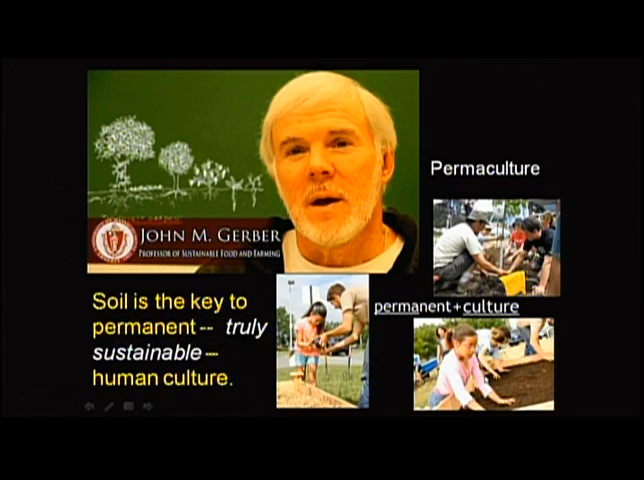 Permaculture
JOHN M. GERBER
PROFESSOR OF SUSTAINABLE FOOD AND FARMING
Soil is the key to
permanent -- truly
sustainable —
human culture.
permanent+culture